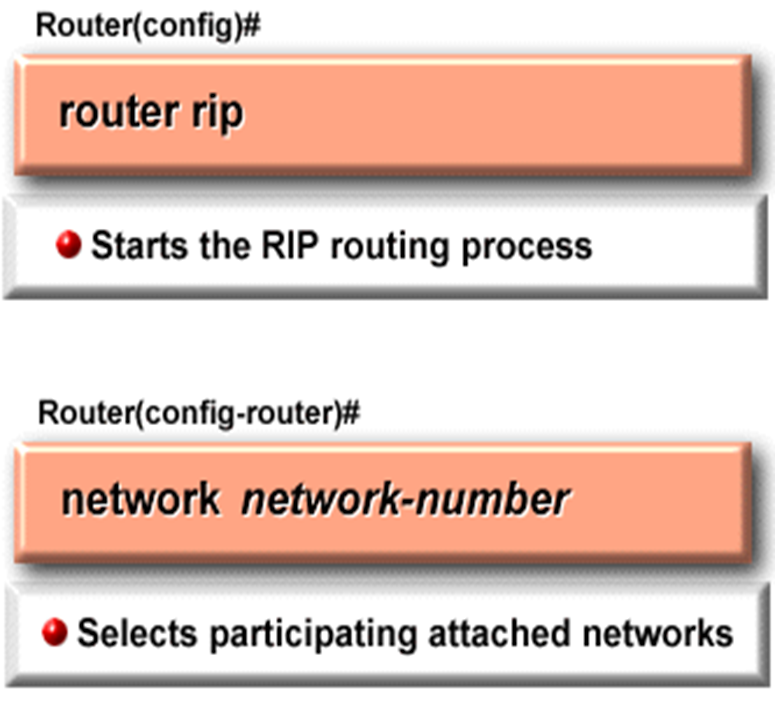 Router(config)#
router rip
Starts the RIP routing process
Router(config-router)#
network network-number
Selects participating attached networks